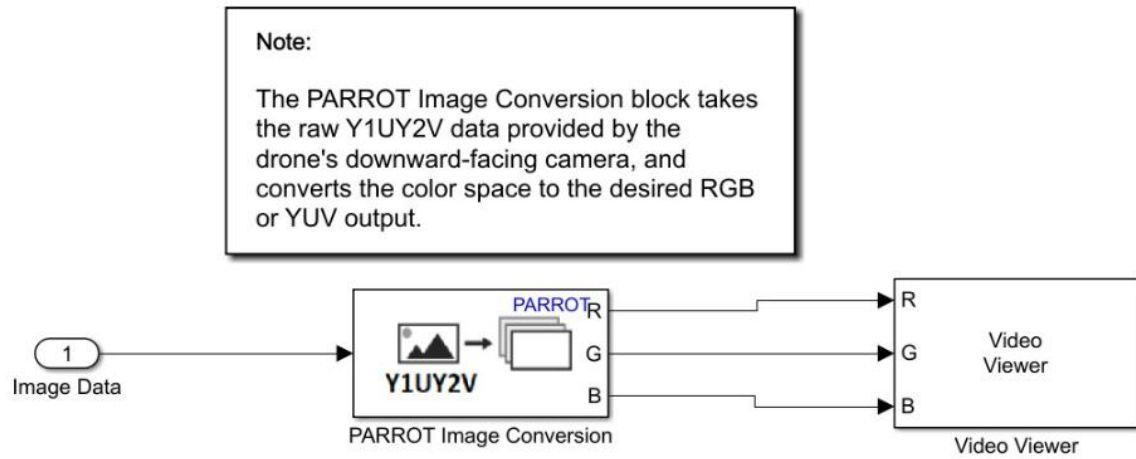 Note:
The PARROT Image Conversion block takes
the raw Y1UY2V data provided by the
drone's downward-facing camera, and
converts the color space to the desired RGB
or YUV output.
1
Image Data
PARROT
R
G
B
Y1UY2V
PARROT Image Conversion
R
G
B
Video
Viewer
Video Viewer